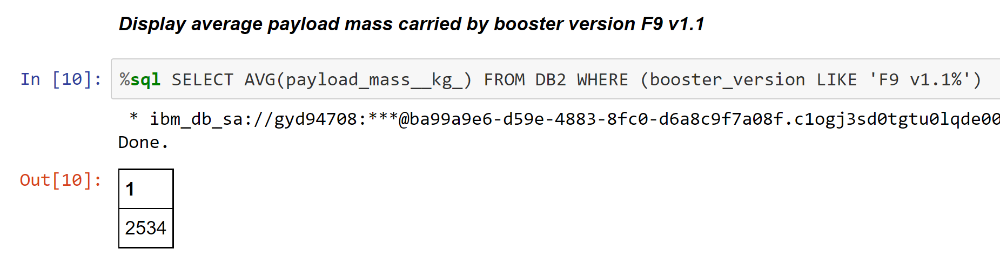 Display average payload mass carried by booster version F9 v1.1
In [10]: %sql SELECT AVG(payload_mass__kg_) FROM DB2 WHERE (booster_version LIKE 'F9 v1.1%')
* ibm_db_sa://gyd94708:***@ba99a9e6-d59e-4883-8fc0-d6a8c9f7a08f.c1ogj3sd0tgtu0lqde00
Done.
Out[10]:
1
2534